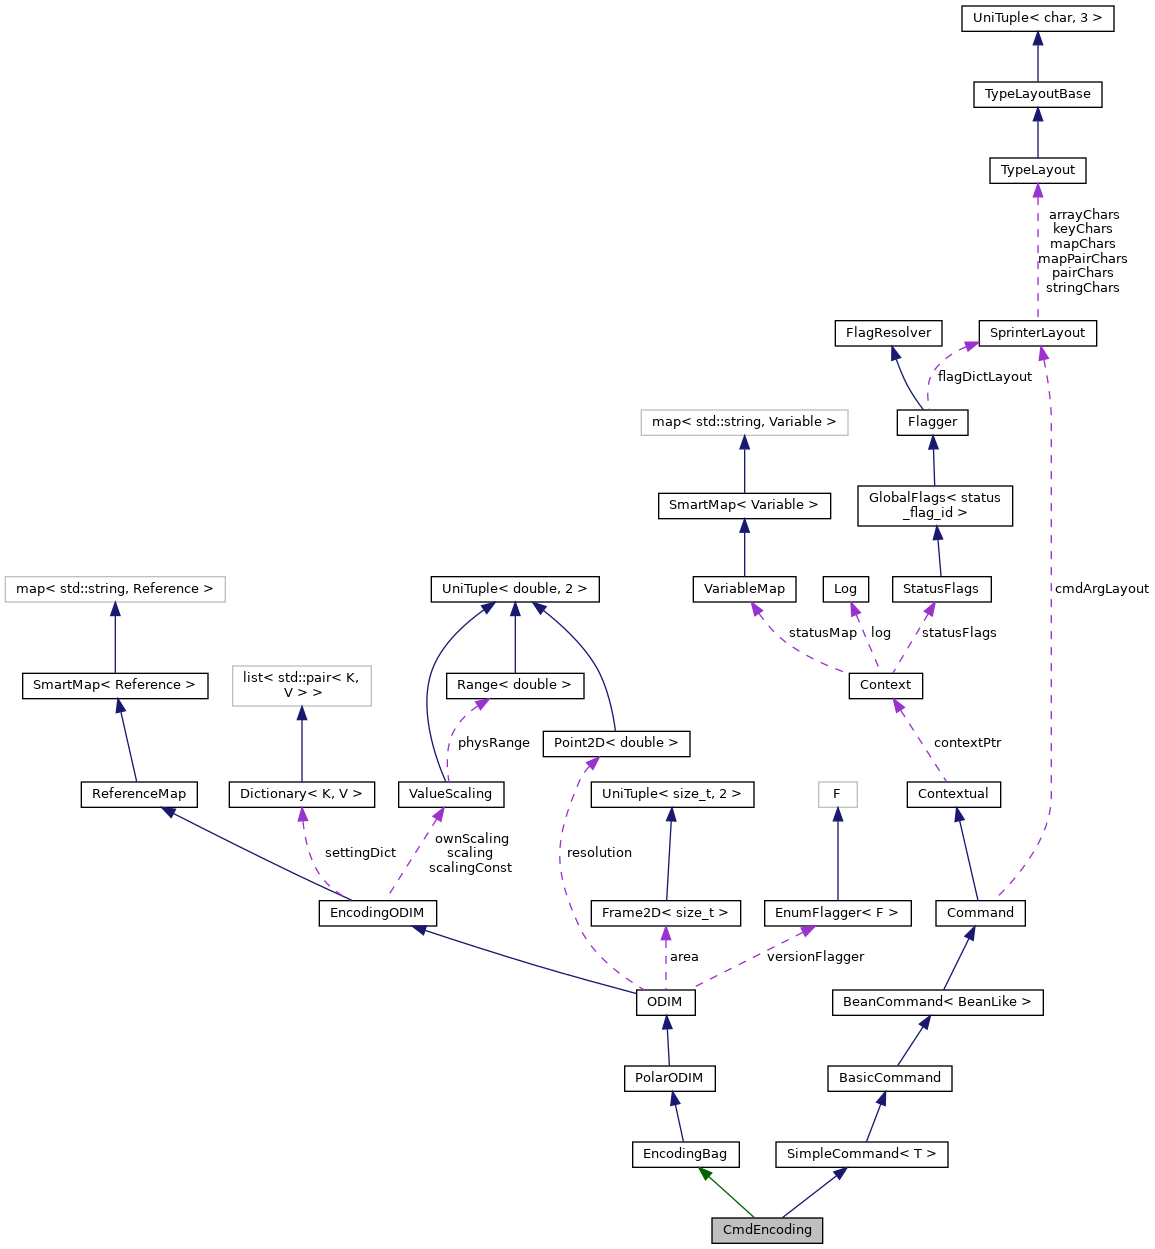 UniTuple< char, 3 >
TypeLayoutBase
TypeLayout
arrayChars
keyChars
mapChars
mapPairChars
pairChars
stringChars
FlagResolver
SprinterLayout
flagDictLayout
map< std::string, Variable >
Flagger
SmartMap< Variable >
GlobalFlags< status
_flag_id >
map< std::string, Reference >
UniTuple< double, 2 >
VariableMap
Log
StatusFlags
cmdArgLayout
statusMap
log
statusFlags
SmartMap< Reference >
list< std::pair< K,
V > >
Range< double >
Context
physRange
Point2D< double >
contextPtr
ReferenceMap
Dictionary< K, V >
ValueScaling
UniTuple< size_t, 2 >
F
Contextual
settingDict
ownScaling
scaling
scalingConst
resolution
EncodingODIM
Frame2D< size_t >
EnumFlagger< F >
Command
area
versionFlagger
ODIM
BeanCommand< BeanLike >
PolarODIM
BasicCommand
EncodingBag
SimpleCommand< T >
CmdEncoding